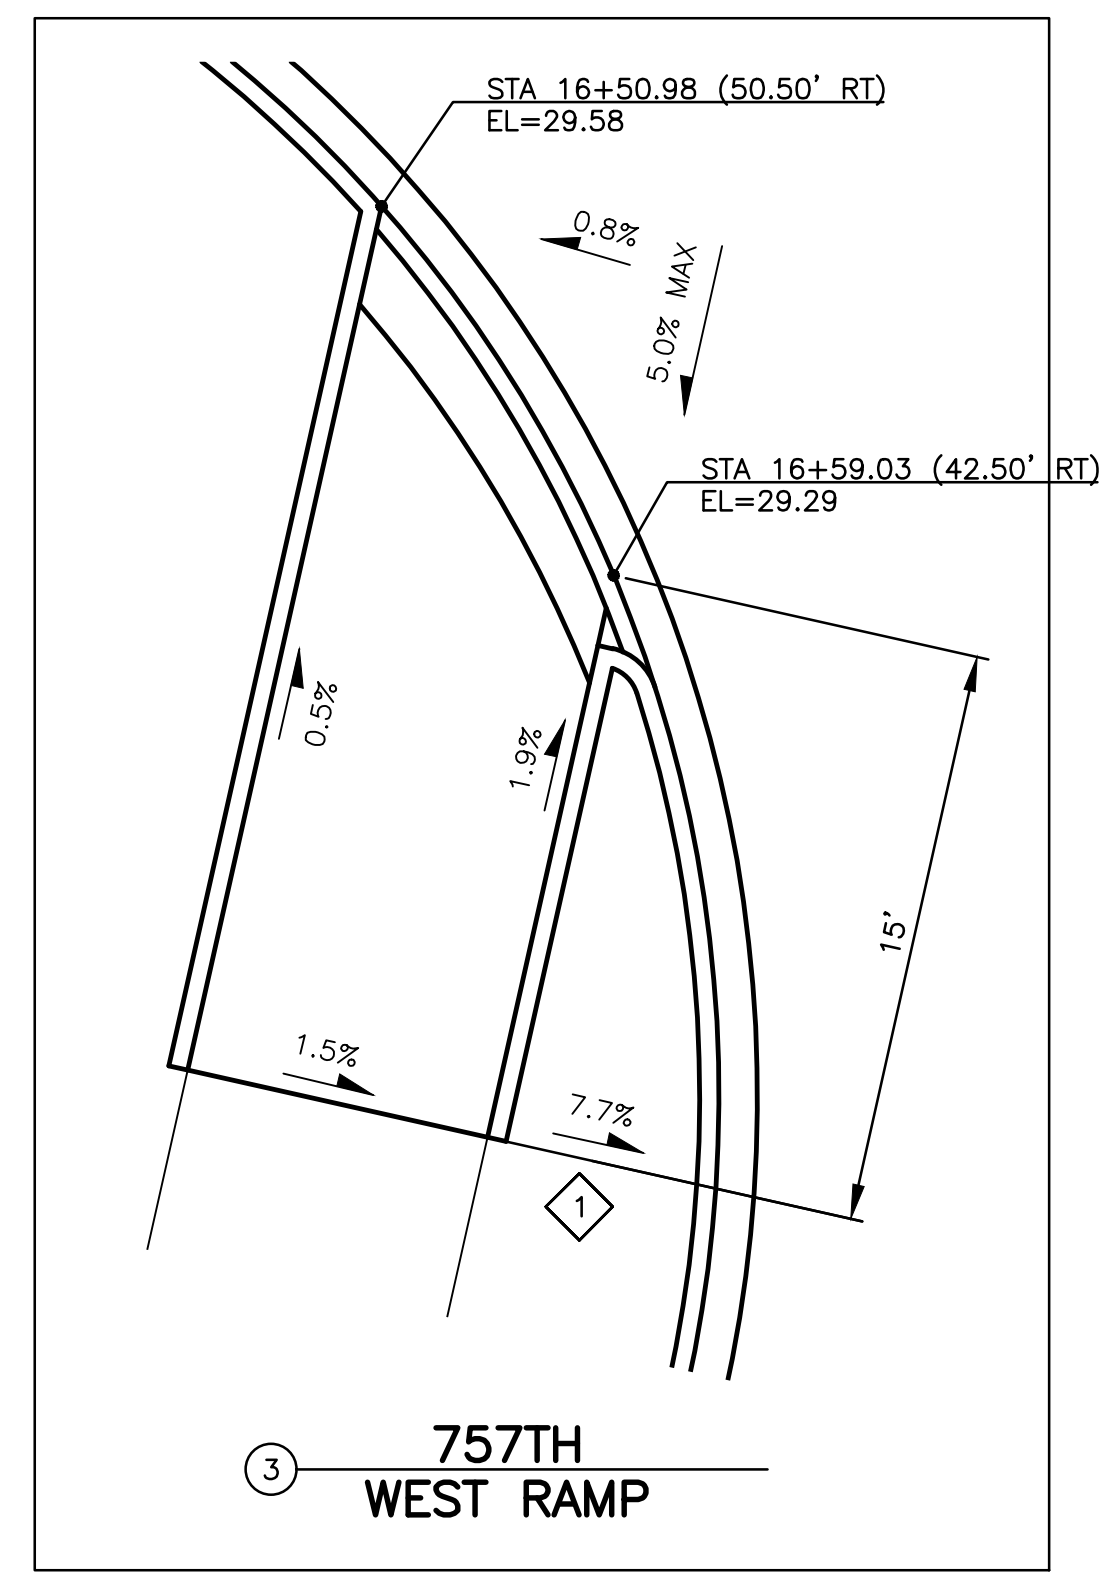 STA 16+50.98 (50.50' RT)
EL=29.58
0.8%
5.0% MAX
STA 16+59.03 (42.50' RT)
EL=29.29
0.5%
1.9%
15'
1.5%
7.7%
1
3
757TH
WEST RAMP